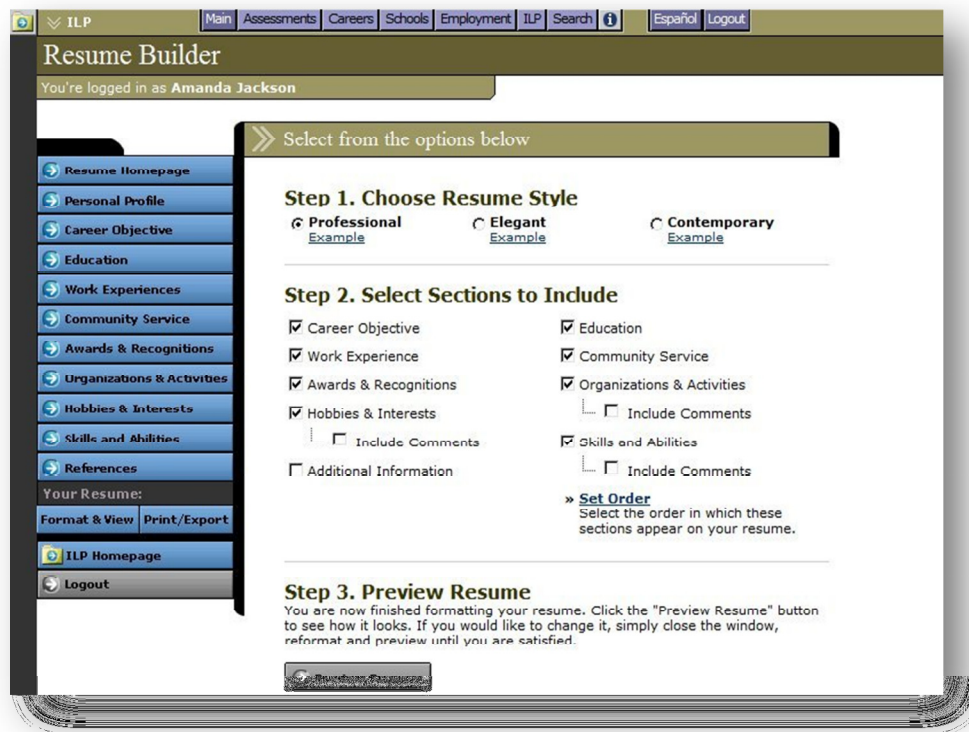 ILP
Main Assessments Careers Schools Employment ILP Search Español Logout
Resume Builder
You're logged in as Amanda Jackson
Select from the options below
Resume Homepage
Personal Profile
Career Objective
Education
Work Experiences
Community Service
Awards & Recognitions
Organizations & Activities
Hobbies & Interests
Skills and Abilities
References
Your Resume:
Format & View Print/Export
ILP Homepage
Logout
Step 1. Choose Resume Style
Professional Elegant Contemporary
Example Example Example
Step 2. Select Sections to Include
Career Objective Education
Work Experience Community Service
Awards & Recognitions Organizations & Activities
Include Comments
Hobbies & Interests
Include Comments Skills and Abilities
Additional Information Include Comments
» Set Order
Select the order in which these
sections appear on your resume.
Step 3. Preview Resume
You are now finished formatting your resume. Click the "Preview Resume" button
to see how it looks. If you would like to change it, simply close the window,
reformat and preview until you are satisfied.